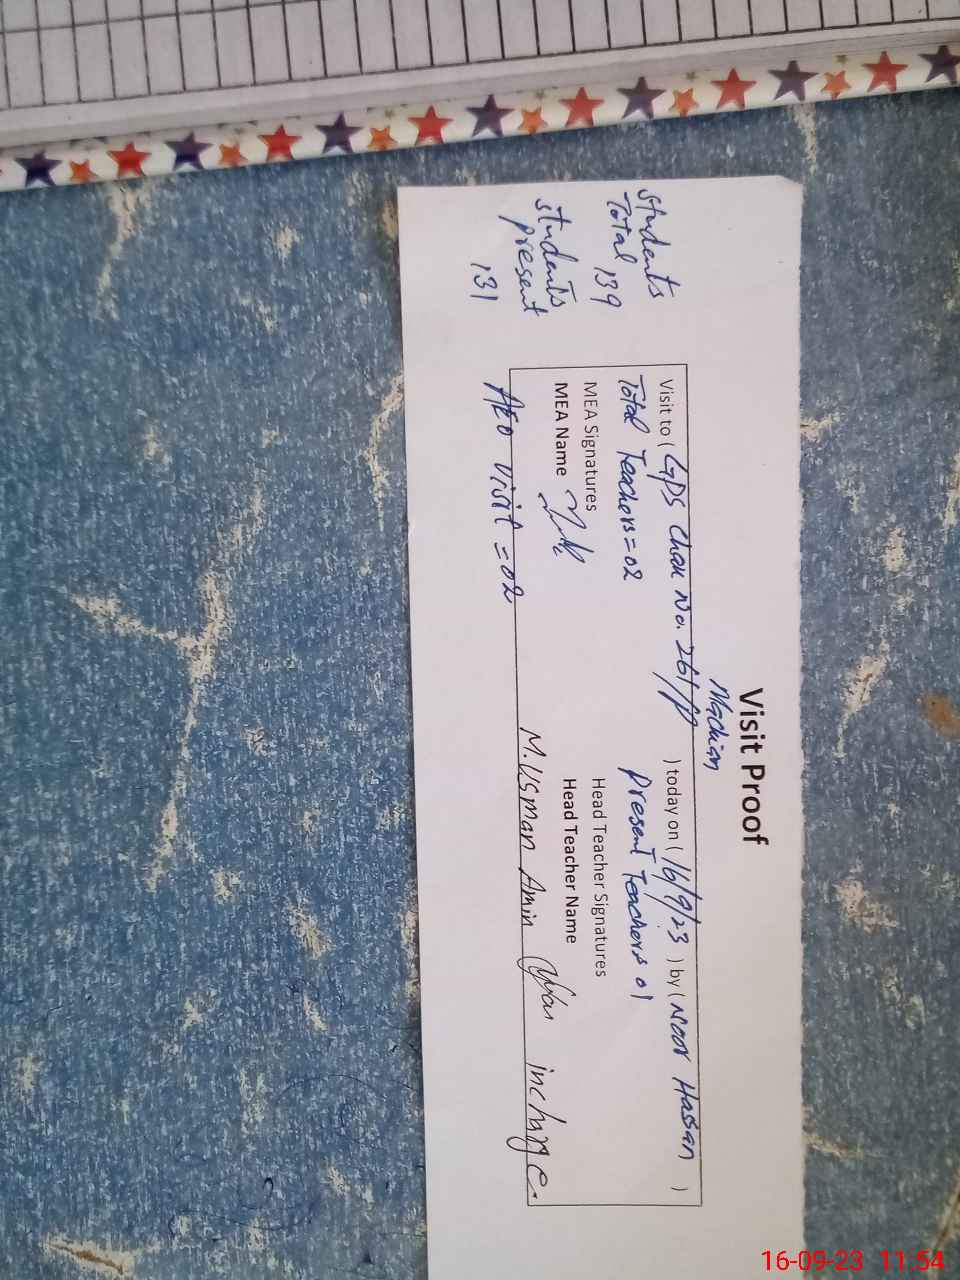 Visit Proof
Machian
Visit to ( GPS Chak No. 261/P ) today on ( 16/9/23 ) by ( Noor Hassan )
Total Teachers = 02 Present Teachers 01
MEA Signatures Head Teacher Signatures
MEA Name Head Teacher Name
M. Usman Amin incharge.
AEO Visit = 02
students
Total 139
students
present
131
16-09-23 11:54